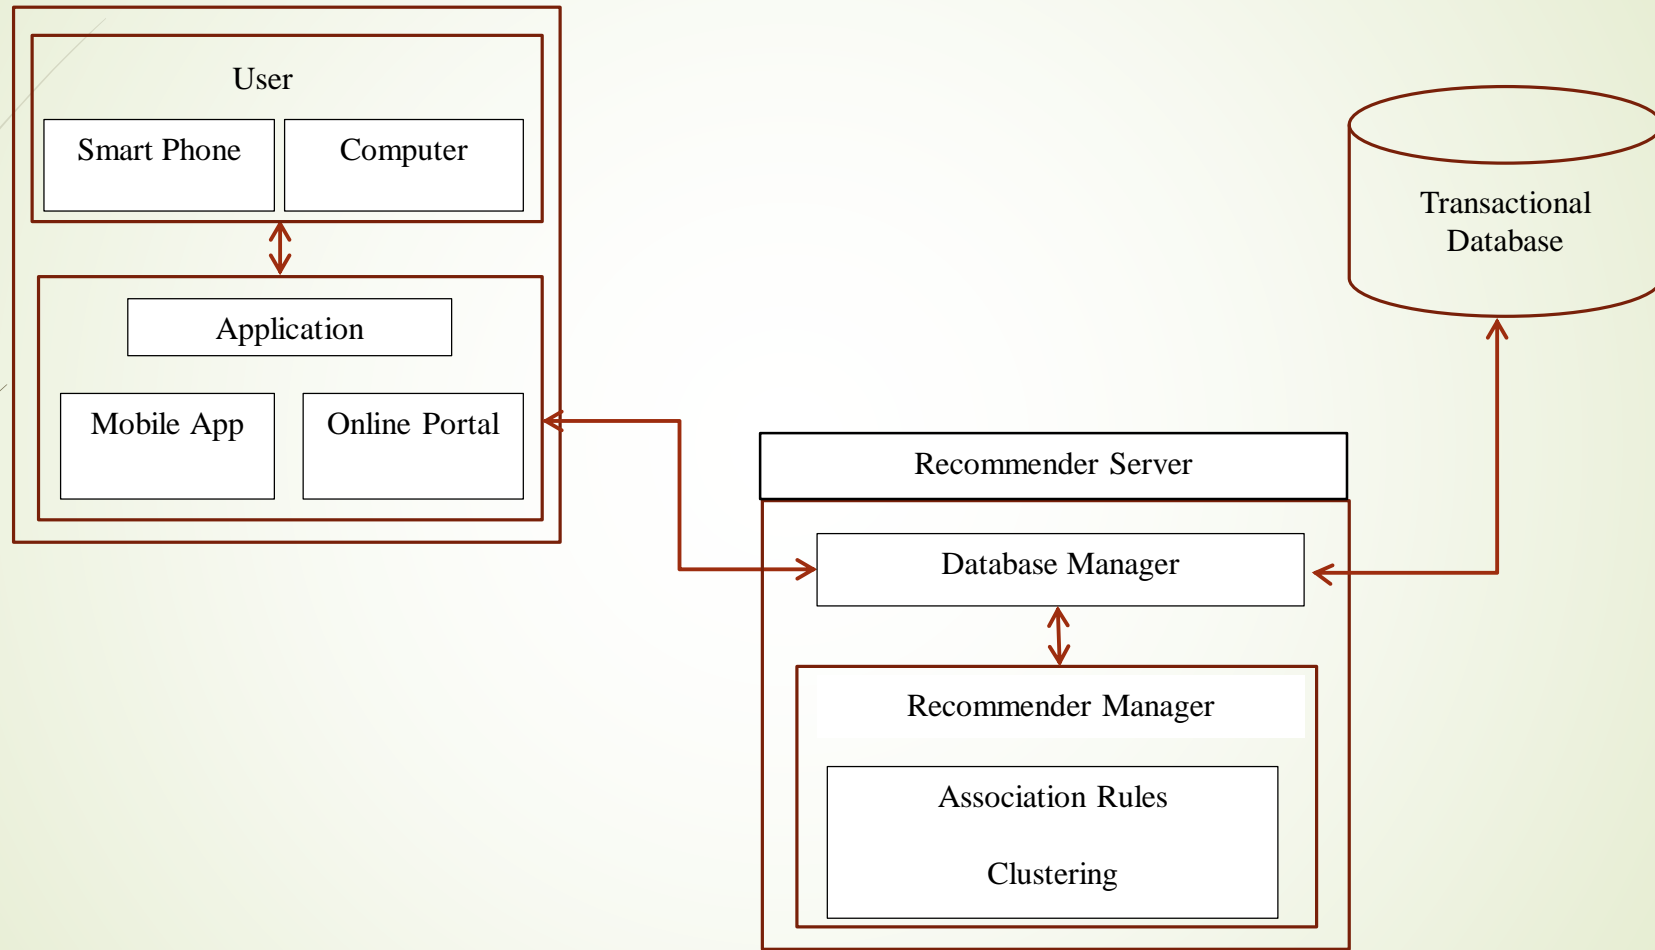 User
Smart Phone
Computer
Application
Mobile App
Online Portal
Transactional
Database
Recommender Server
Database Manager
Recommender Manager
Association Rules
Clustering